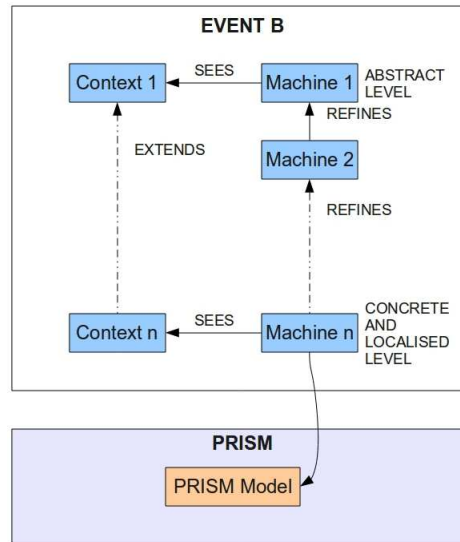 EVENT B
Context 1
SEES
Machine 1
ABSTRACT
LEVEL
REFINES
Machine 2
EXTENDS
REFINES
Context n
SEES
Machine n
CONCRETE
AND
LOCALISED
LEVEL
PRISM
PRISM Model